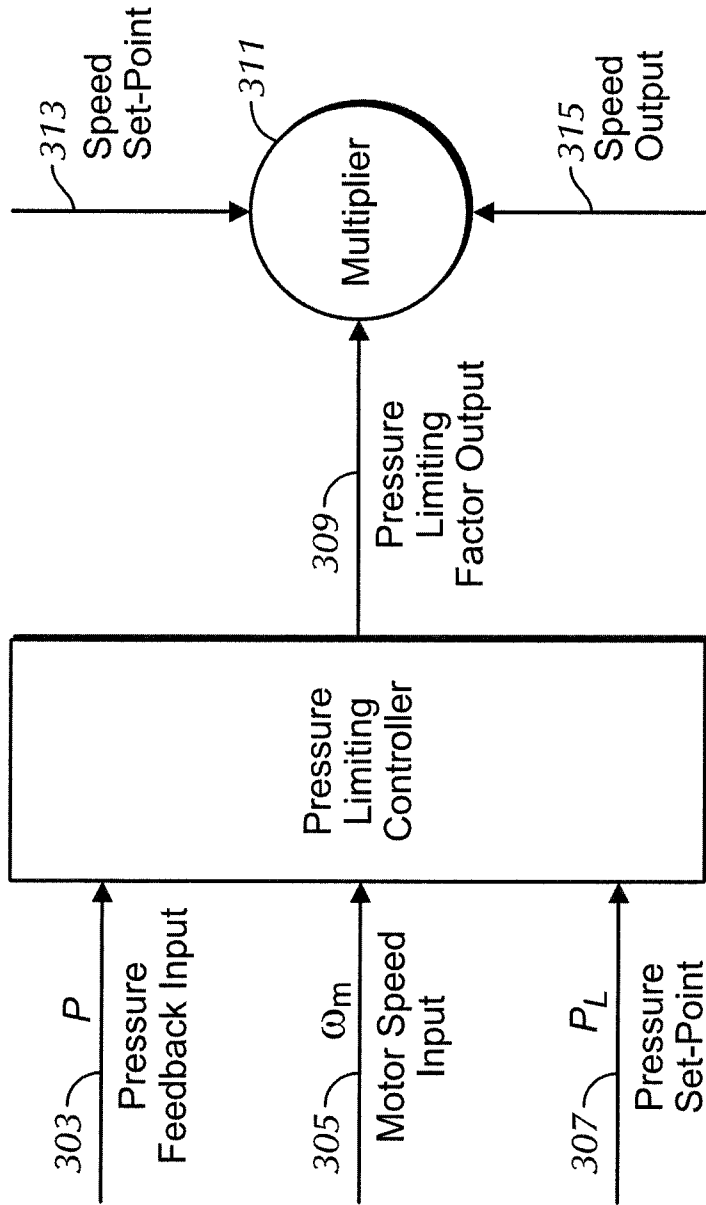 303
P
Pressure
Feedback Input
305
ωm
Motor Speed
Input
307
PL
Pressure
Set-Point
Pressure
Limiting
Controller
309
Pressure
Limiting
Factor Output
313
Speed
Set-Point
311
Multiplier
315
Speed
Output